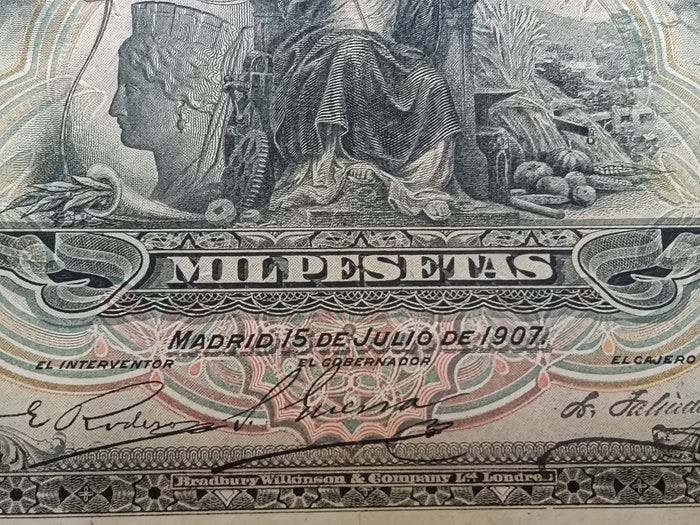 MIL PESETAS
MADRID 15 DE JULIO DE 1907.
EL INTERVENTOR EL GOBERNADOR EL CAJERO
Bradbury Wilkinson & Company Ld. Londres